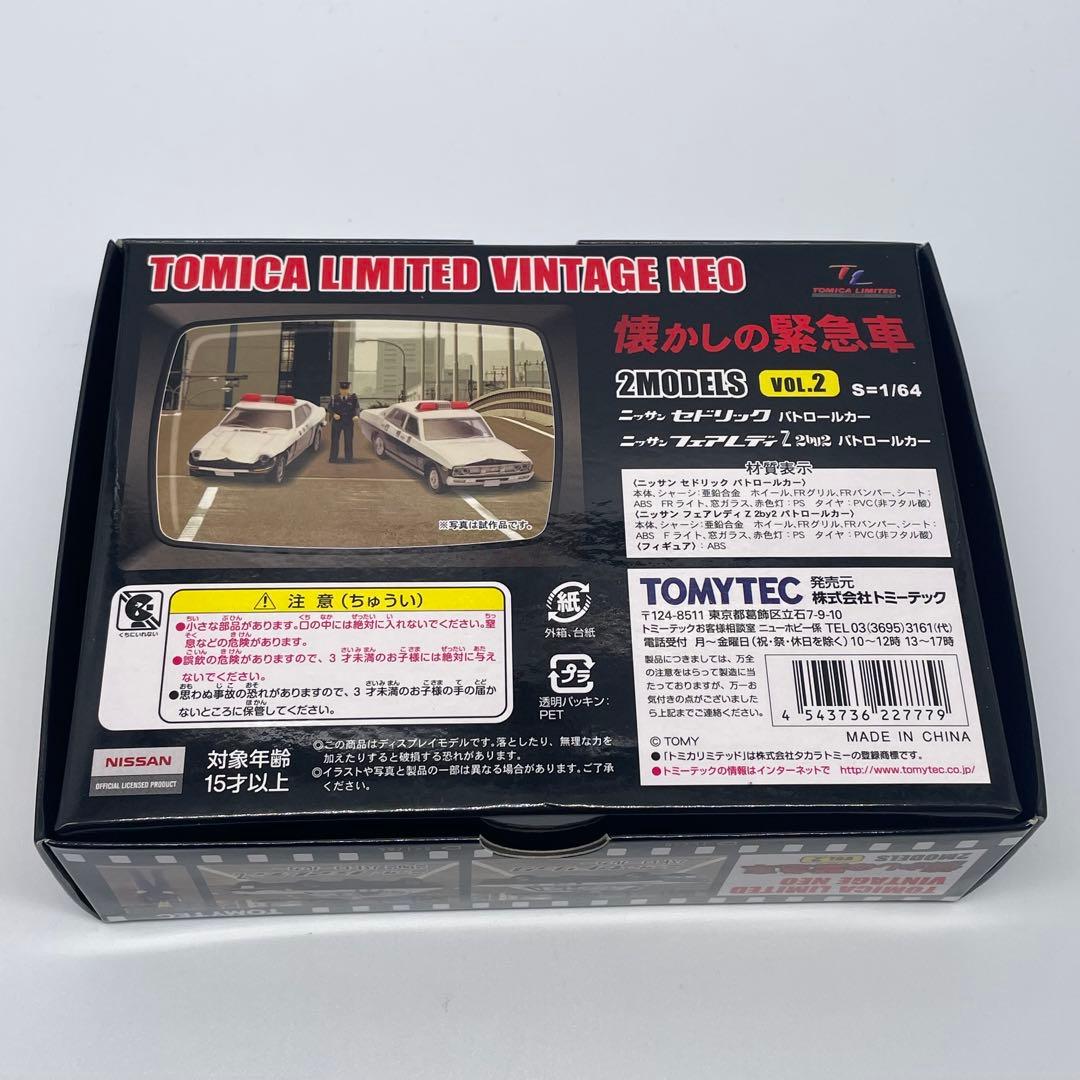 TOMICA LIMITED VINTAGE NEO
TL
TOMICA LIMITED
懐かしの緊急車
2MODELS VOL.2 S=1/64
ニッサン セドリック パトロールカー
ニッサン フェアレディ Z 2by2 パトロールカー
※写真は試作品です。
材質表示
〈ニッサン セドリック パトロールカー〉
本体、シャーシ:亜鉛合金 ホイール、FRグリル、FRバンパー、シート:
ABS FRライト、窓ガラス、赤色灯:PS タイヤ:PVC(非フタル酸)
〈ニッサン フェアレディ Z 2by2 パトロールカー〉
本体、シャーシ:亜鉛合金 ホイール、FRグリル、FRバンパー、シート:
ABS Fライト、窓ガラス、赤色灯:PS タイヤ:PVC(非フタル酸)
〈フィギュア〉:ABS
くちにいれない
注意(ちゅうい)
●小さな部品があります。口の中には絶対に入れないでください。窒
息などの危険があります。
●誤飲の危険がありますので、3才未満のお子様には絶対に与え
ないでください。
●思わぬ事故の恐れがありますので、3才未満のお子様の手の届か
ないところに保管してください。
紙
外箱、台紙
プラ
透明パッキン:
PET
TOMYTEC 発売元 株式会社トミーテック
〒124-8511 東京都葛飾区立石7-9-10
トミーテックお客様相談室 ニューホビー係 TEL 03(3695)3161(代)
電話受付 月〜金曜日(祝・祭・休日を除く)10〜12時 13〜17時
製品につきましては、万全
の注意をはらって製造に当
たっておりますが、万一お
気付きの点がございました
ら上記までご連絡ください。
4 543736 227779
MADE IN CHINA
© TOMY
●「トミカリミテッド」は株式会社タカラトミーの登録商標です。
●トミーテックの情報はインターネットで http://www.tomytec.co.jp/
NISSAN
OFFICIAL LICENSED PRODUCT
対象年齢
15才以上
◎この商品はディスプレイモデルです。落としたり、無理な力を
加えたりすると破損する恐れがあります。
◎イラストや写真と製品の一部は異なる場合があります。ご了承
ください。
TOMYTEC
TOMICA LIMITED
VINTAGE NEO
2MODELS VOL.2